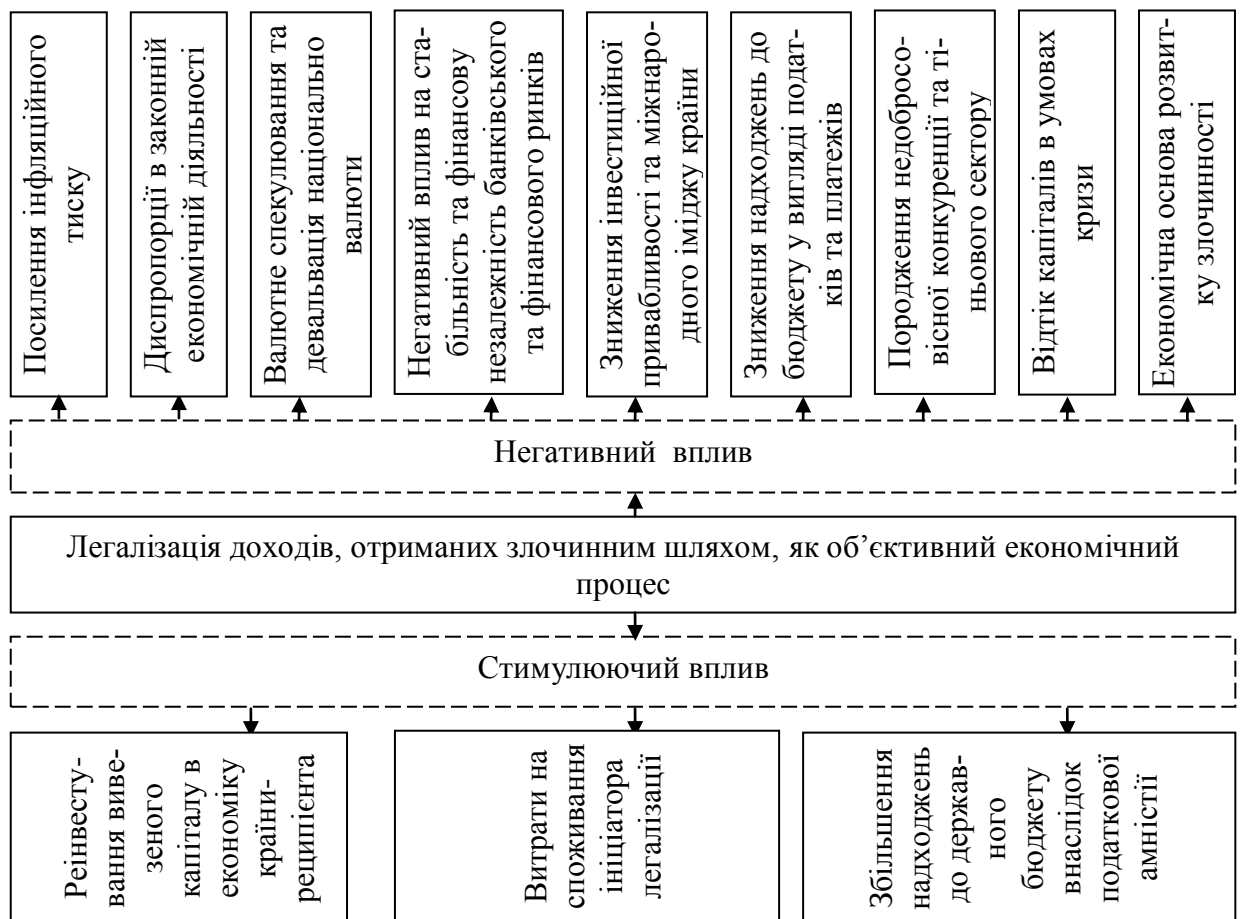 Посилення інфляційного
тиску
Диспропорції в законній
економічній діяльності
Валютне спекулювання та
девальвація національно
валюти
Негативний вплив на ста-
більність та фінансову
незалежність банківського
та фінансового ринків
Зниження інвестиційної
привабливості та міжнаро-
дного іміджу країни
Зниження надходжень до
бюджету у вигляді подат-
ків та платежів
Породження недобросо-
вісної конкуренції та ті-
ньового сектору
Відтік капіталів в умовах
кризи
Економічна основа розвит-
ку злочинності
Негативний вплив
Легалізація доходів, отриманих злочинним шляхом, як об’єктивний економічний
процес
Стимулюючий вплив
Реінвесту-
вання виве-
зеного
капіталу в
економіку
країни-
реципієнта
Витрати на
споживання
ініціатора
легалізації
Збільшення
надходжень
до держав-
ного
бюджету
внаслідок
податкової
амністії